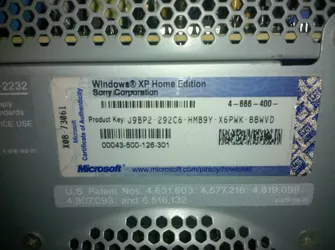 -2232
X08 73061
Certificate of Authenticity
Microsoft
Windows® XP Home Edition
Sony Corporation
4-666-400-
Product Key: J9BP2-292C6-HMB9Y-X6PWK-B8WVD
00043-500-126-301
Microsoft
www.microsoft.com/piracy/howtotell
U.S. Patent Nos. 4,631,603; 4,577,216; 4,819,098;
4,907,093; and 6,516,132